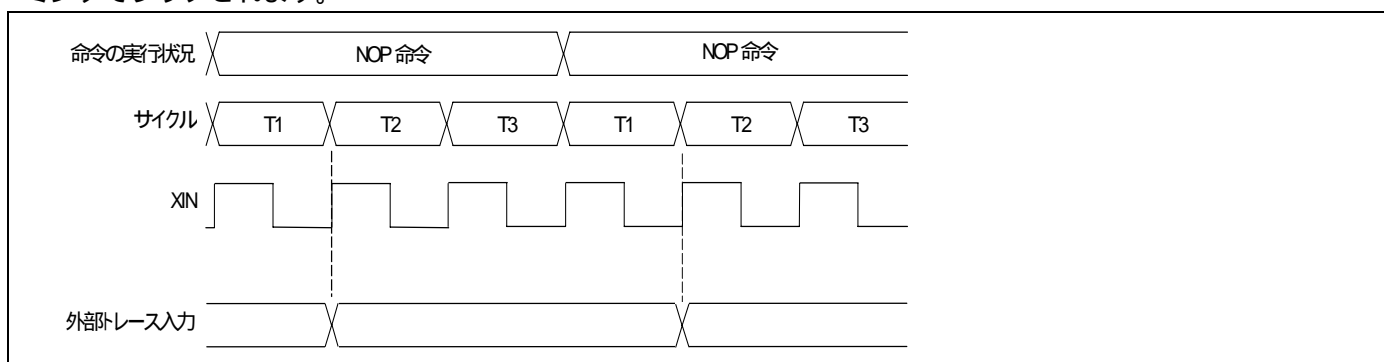 命令の実行状況 NOP 命令 NOP 命令
サイクル T1 T2 T3 T1 T2 T3
XIN
外部トレース入力